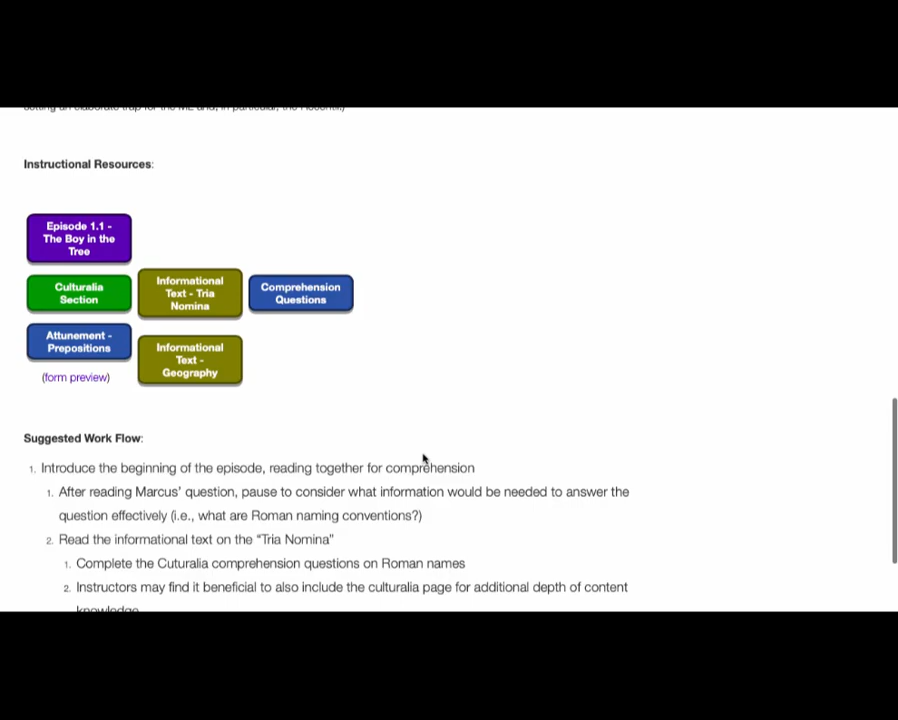 Instructional Resources:
Episode 1.1 -
The Boy in the
Tree
Culturalia
Section
Informational
Text - Tria
Nomina
Comprehension
Questions
Attunement -
Prepositions
(form preview)
Informational
Text -
Geography
Suggested Work Flow:
1. Introduce the beginning of the episode, reading together for comprehension
1. After reading Marcus' question, pause to consider what information would be needed to answer the
question effectively (i.e., what are Roman naming conventions?)
2. Read the informational text on the "Tria Nomina"
1. Complete the Cuturalia comprehension questions on Roman names
2. Instructors may find it beneficial to also include the culturalia page for additional depth of content
knowledge